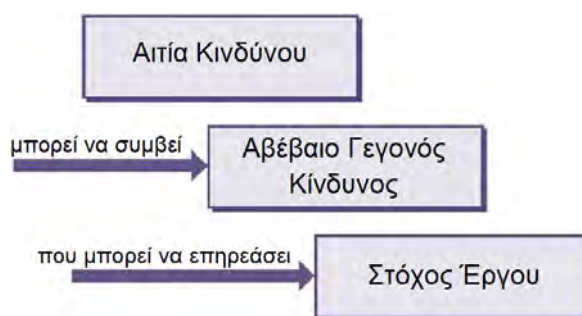 Αιτία Κινδύνου
μπορεί να συμβεί
Αβέβαιο Γεγονός
Κίνδυνος
που μπορεί να επηρεάσει
Στόχος Έργου